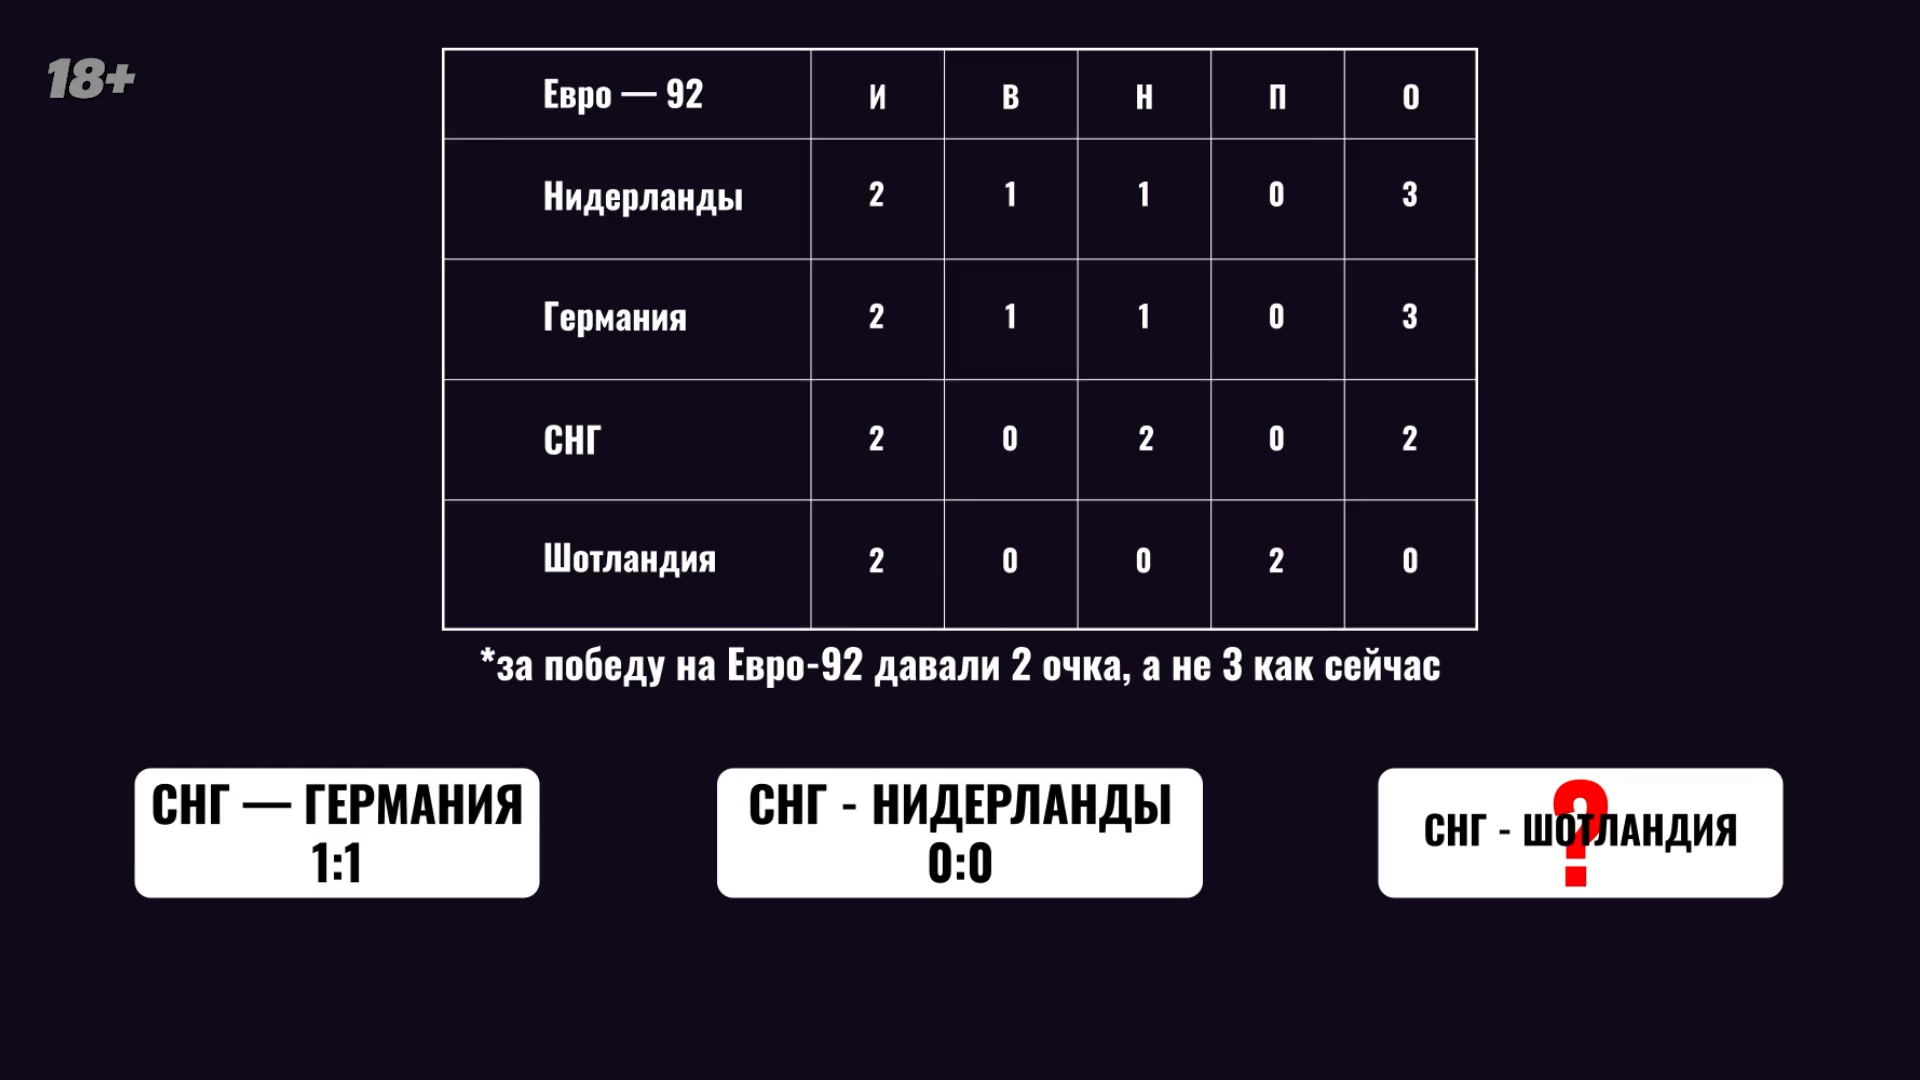 18+
Евро — 92 И В Н П О
Нидерланды 2 1 1 0 3
Германия 2 1 1 0 3
СНГ 2 0 2 0 2
Шотландия 2 0 0 2 0
*за победу на Евро-92 давали 2 очка, а не 3 как сейчас
СНГ — ГЕРМАНИЯ
1:1
СНГ - НИДЕРЛАНДЫ
0:0
?
СНГ - ШОТЛАНДИЯ